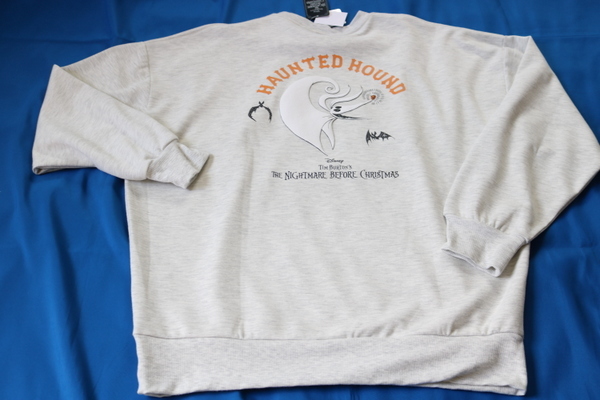 HAUNTED HOUND
Disney
TIM BURTON'S
THE NIGHTMARE BEFORE CHRISTMAS